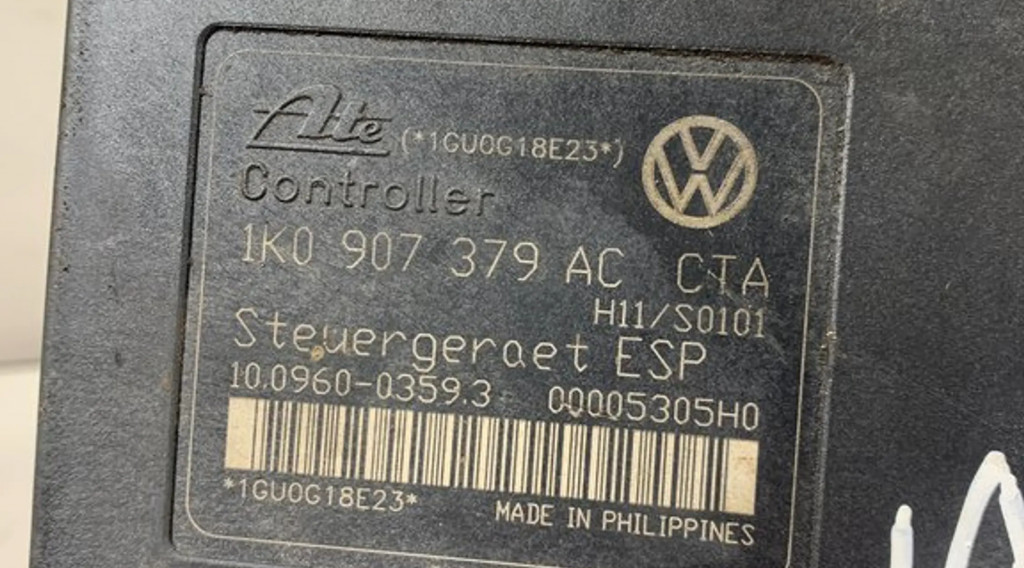 Ate (*1GU0G18E23*)
Controller
1K0 907 379 AC CTA
H11/S0101
Steuergeraet ESP
10.0960-0359.3 00005305H0
*1GU0G18E23*
MADE IN PHILIPPINES